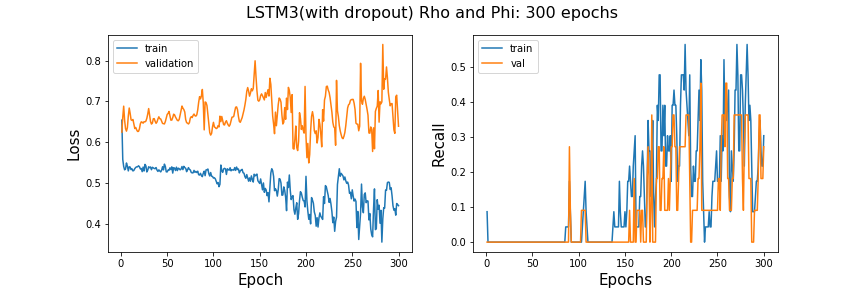 LSTM3(with dropout) Rho and Phi: 300 epochs
train
validation
Loss
0.8
0.7
0.6
0.5
0.4
0 50 100 150 200 250 300
Epoch
train
val
Recall
0.5
0.4
0.3
0.2
0.1
0.0
0 50 100 150 200 250 300
Epochs